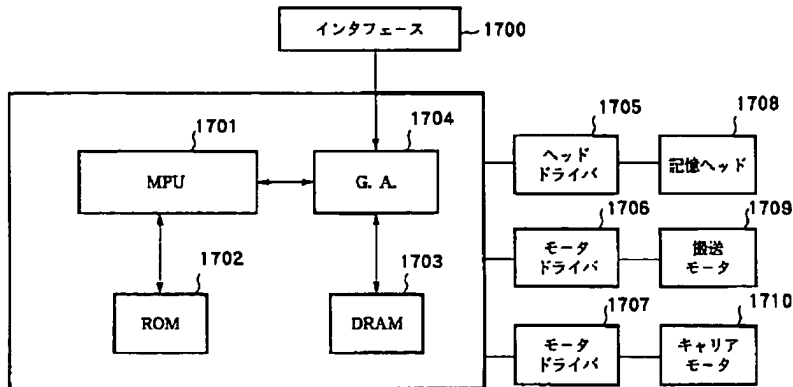 インタフェース
1700
1701
1704
1705
1708
MPU
G. A.
ヘッド
ドライバ
記憶ヘッド
1706
1709
1702
1703
モータ
ドライバ
搬送
モータ
ROM
DRAM
1707
1710
モータ
ドライバ
キャリア
モータ